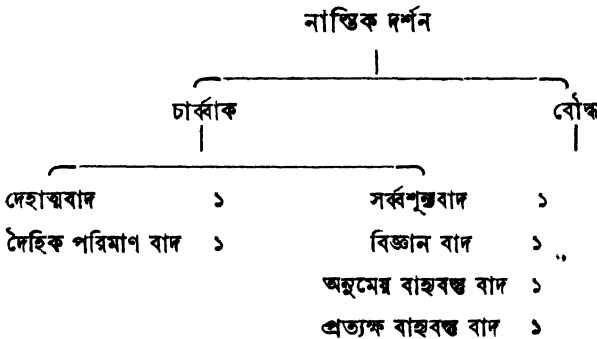 নাস্তিক দর্শন
চার্ব্বাক বৌদ্ধ
দেহাত্মবাদ ১ সর্ব্বশূন্যবাদ ১
দৈহিক পরিমাণ বাদ ১ বিজ্ঞান বাদ ১
অনুমেয় বাহ্যবস্তু বাদ ১
প্রত্যক্ষ বাহ্যবস্তু বাদ ১